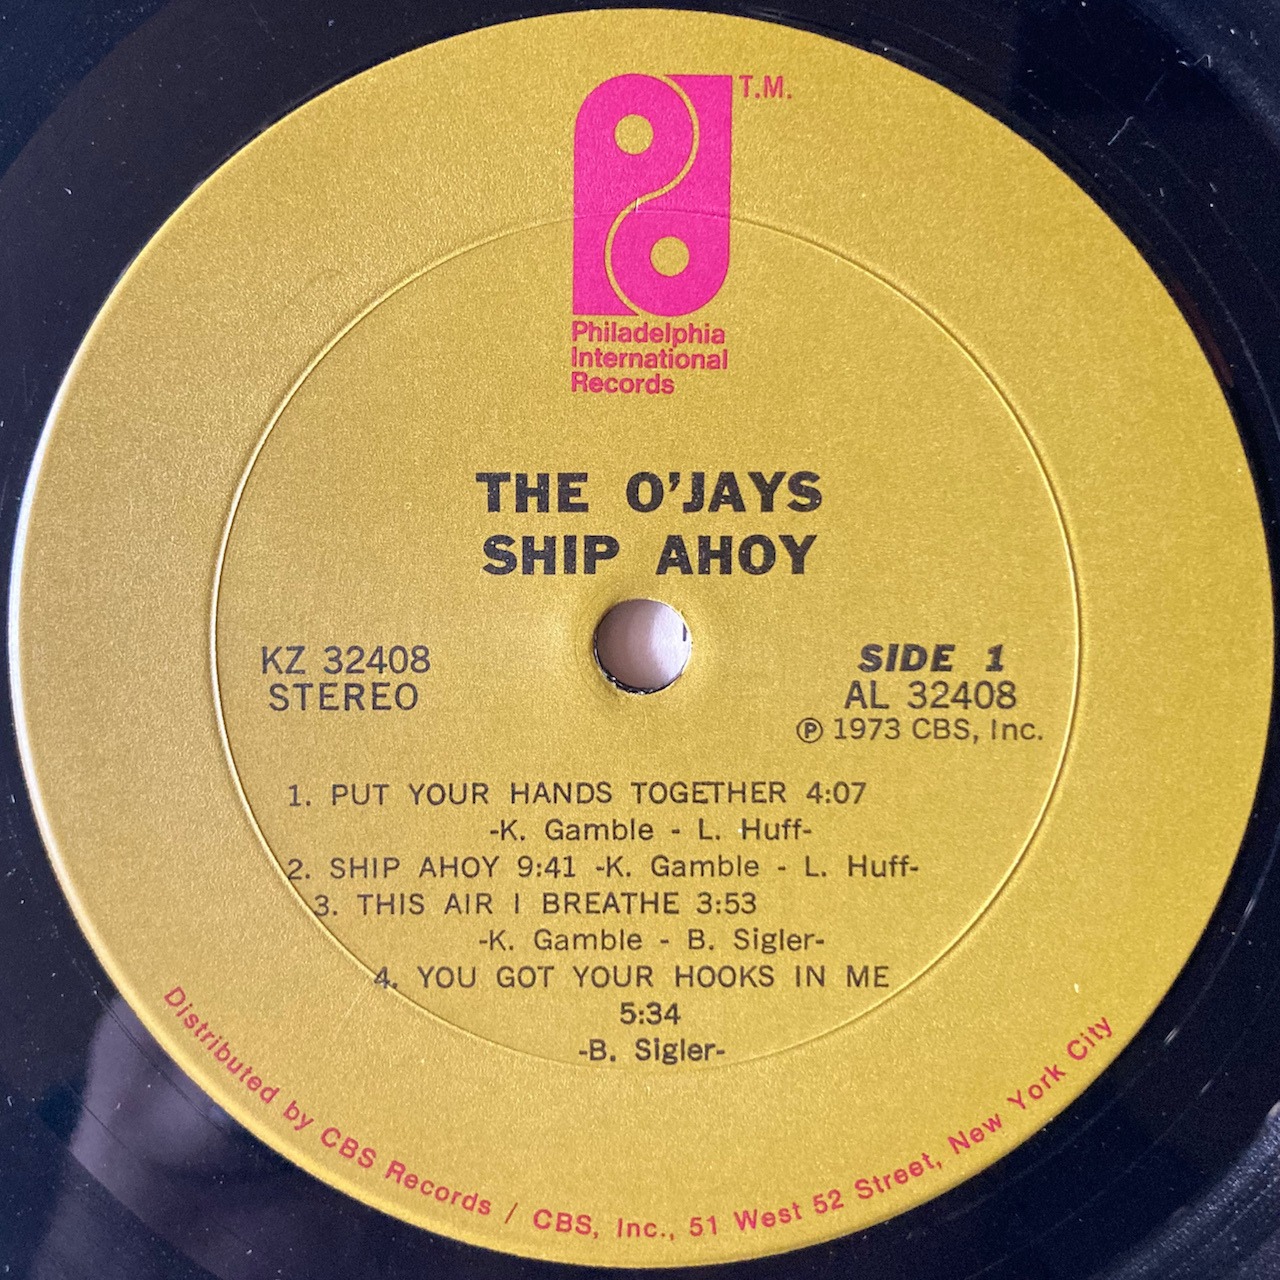 T.M.
Philadelphia
International
Records
THE O'JAYS
SHIP AHOY
KZ 32408
STEREO
SIDE 1
AL 32408
Ⓟ 1973 CBS, Inc.
1. PUT YOUR HANDS TOGETHER 4:07
-K. Gamble - L. Huff-
2. SHIP AHOY 9:41 -K. Gamble - L. Huff-
3. THIS AIR I BREATHE 3:53
-K. Gamble - B. Sigler-
4. YOU GOT YOUR HOOKS IN ME
5:34
-B. Sigler-
Distributed by CBS Records / CBS, Inc., 51 West 52 Street, New York City